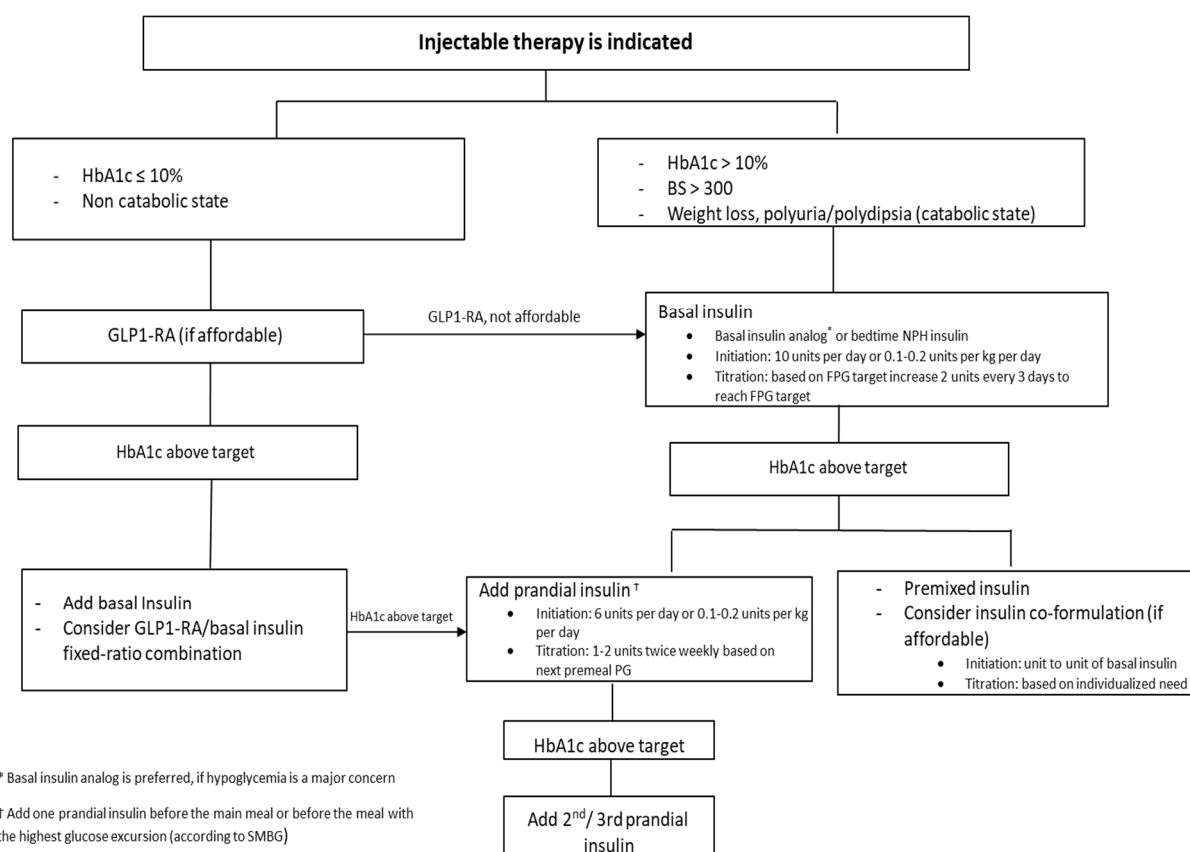 Injectable therapy is indicated
- HbA1c ≤ 10%
- Non catabolic state
- HbA1c > 10%
- BS > 300
- Weight loss, polyuria/polydipsia (catabolic state)
GLP1-RA (if affordable)
GLP1-RA, not affordable
Basal insulin
• Basal insulin analog* or bedtime NPH insulin
• Initiation: 10 units per day or 0.1-0.2 units per kg per day
• Titration: based on FPG target increase 2 units every 3 days to
reach FPG target
HbA1c above target
HbA1c above target
- Add basal Insulin
- Consider GLP1-RA/basal insulin
fixed-ratio combination
HbA1c above target
Add prandial insulin †
• Initiation: 6 units per day or 0.1-0.2 units per kg
per day
• Titration: 1-2 units twice weekly based on
next premeal PG
- Premixed insulin
- Consider insulin co-formulation (if
affordable)
• Initiation: unit to unit of basal insulin
• Titration: based on individualized need
HbA1c above target
Add 2nd/ 3rd prandial
insulin
* Basal insulin analog is preferred, if hypoglycemia is a major concern
† Add one prandial insulin before the main meal or before the meal with
the highest glucose excursion (according to SMBG)